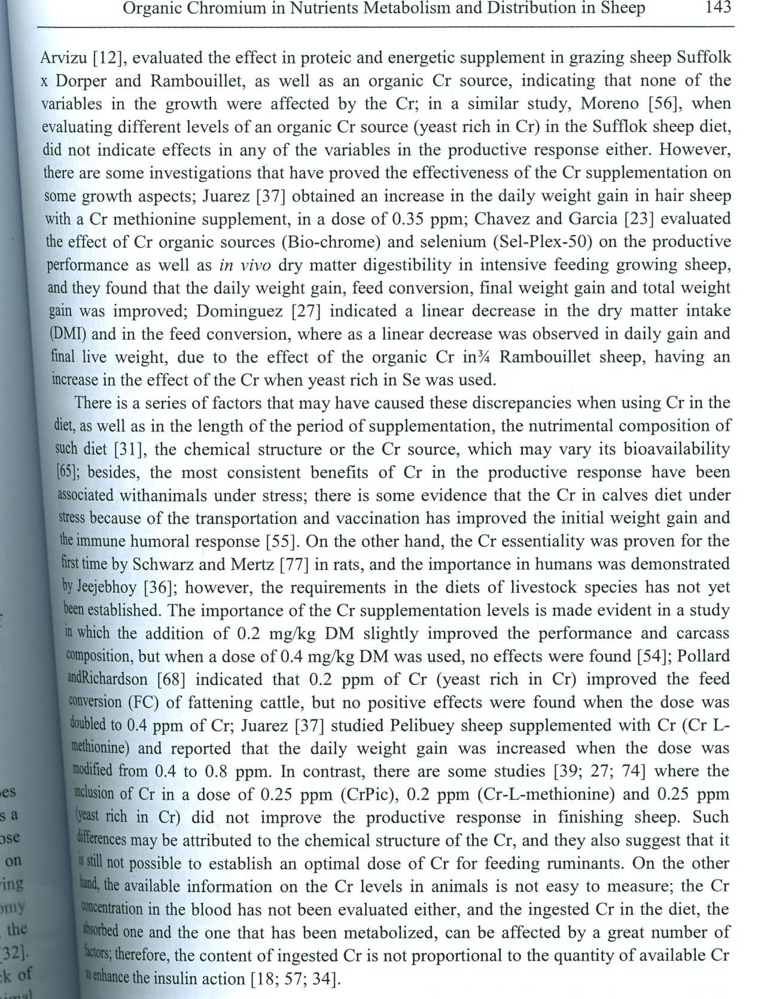 Organic Chromium in Nutrients Metabolism and Distribution in Sheep 143
Arvizu [12], evaluated the effect in proteic and energetic supplement in grazing sheep Suffolk
x Dorper and Rambouillet, as well as an organic Cr source, indicating that none of the
variables in the growth were affected by the Cr; in a similar study, Moreno [56], when
evaluating different levels of an organic Cr source (yeast rich in Cr) in the Sufflok sheep diet,
did not indicate effects in any of the variables in the productive response either. However,
there are some investigations that have proved the effectiveness of the Cr supplementation on
some growth aspects; Juarez [37] obtained an increase in the daily weight gain in hair sheep
with a Cr methionine supplement, in a dose of 0.35 ppm; Chavez and Garcia [23] evaluated
the effect of Cr organic sources (Bio-chrome) and selenium (Sel-Plex-50) on the productive
performance as well as in vivo dry matter digestibility in intensive feeding growing sheep,
and they found that the daily weight gain, feed conversion, final weight gain and total weight
gain was improved; Dominguez [27] indicated a linear decrease in the dry matter intake
(DMI) and in the feed conversion, where as a linear decrease was observed in daily gain and
final live weight, due to the effect of the organic Cr in¾ Rambouillet sheep, having an
increase in the effect of the Cr when yeast rich in Se was used.
There is a series of factors that may have caused these discrepancies when using Cr in the
diet, as well as in the length of the period of supplementation, the nutrimental composition of
such diet [31], the chemical structure or the Cr source, which may vary its bioavailability
[65]; besides, the most consistent benefits of Cr in the productive response have been
associated withanimals under stress; there is some evidence that the Cr in calves diet under
stress because of the transportation and vaccination has improved the initial weight gain and
the immune humoral response [55]. On the other hand, the Cr essentiality was proven for the
first time by Schwarz and Mertz [77] in rats, and the importance in humans was demonstrated
by Jeejebhoy [36]; however, the requirements in the diets of livestock species has not yet
been established. The importance of the Cr supplementation levels is made evident in a study
in which the addition of 0.2 mg/kg DM slightly improved the performance and carcass
composition, but when a dose of 0.4 mg/kg DM was used, no effects were found [54]; Pollard
andRichardson [68] indicated that 0.2 ppm of Cr (yeast rich in Cr) improved the feed
conversion (FC) of fattening cattle, but no positive effects were found when the dose was
doubled to 0.4 ppm of Cr; Juarez [37] studied Pelibuey sheep supplemented with Cr (Cr L-
methionine) and reported that the daily weight gain was increased when the dose was
modified from 0.4 to 0.8 ppm. In contrast, there are some studies [39; 27; 74] where the
inclusion of Cr in a dose of 0.25 ppm (CrPic), 0.2 ppm (Cr-L-methionine) and 0.25 ppm
(yeast rich in Cr) did not improve the productive response in finishing sheep. Such
differences may be attributed to the chemical structure of the Cr, and they also suggest that it
is still not possible to establish an optimal dose of Cr for feeding ruminants. On the other
hand, the available information on the Cr levels in animals is not easy to measure; the Cr
concentration in the blood has not been evaluated either, and the ingested Cr in the diet, the
absorbed one and the one that has been metabolized, can be affected by a great number of
factors; therefore, the content of ingested Cr is not proportional to the quantity of available Cr
to enhance the insulin action [18; 57; 34].
s a
on
the
32].
of